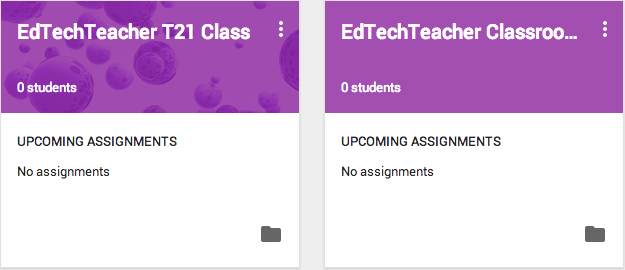 EdTechTeacher T21 Class
0 students
UPCOMING ASSIGNMENTS
No assignments
EdTechTeacher Classroo...
0 students
UPCOMING ASSIGNMENTS
No assignments